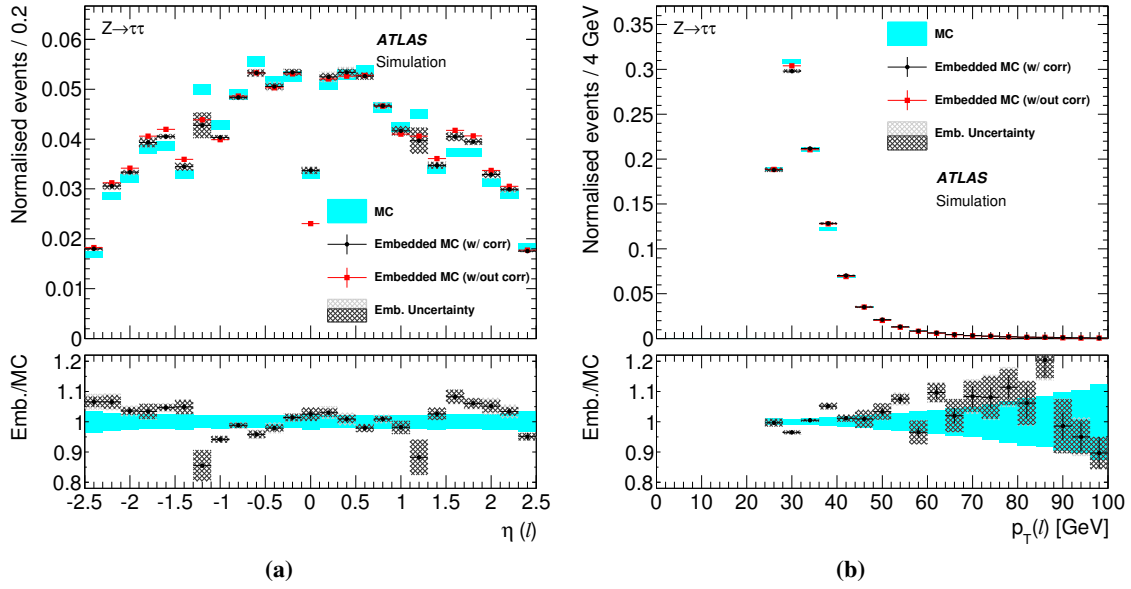 Normalised events / 0.2
0.06
0.05
0.04
0.03
0.02
0.01
0
Z→ττ
ATLAS
Simulation
MC
Embedded MC (w/ corr)
Embedded MC (w/out corr)
Emb. Uncertainty
Emb./MC
1.2
1.1
1
0.9
0.8
-2.5 -2 -1.5 -1 -0.5 0 0.5 1 1.5 2 2.5
η (l)
(a)
Normalised events / 4 GeV
0.35
0.3
0.25
0.2
0.15
0.1
0.05
0
Z→ττ
MC
Embedded MC (w/ corr)
Embedded MC (w/out corr)
Emb. Uncertainty
ATLAS
Simulation
Emb./MC
1.2
1.1
1
0.9
0.8
0 10 20 30 40 50 60 70 80 90 100
p_T(l) [GeV]
(b)